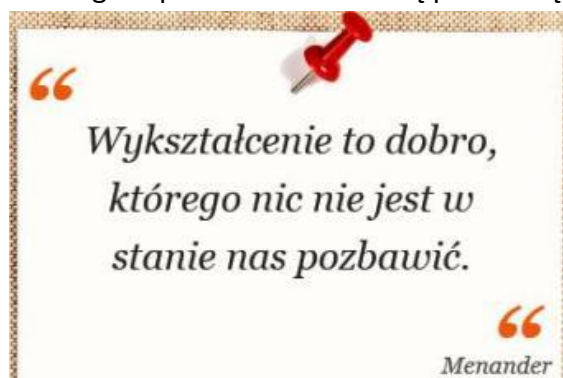 “
Wykształcenie to dobro,
którego nic nie jest w
stanie nas pozbawić.
“
Menander